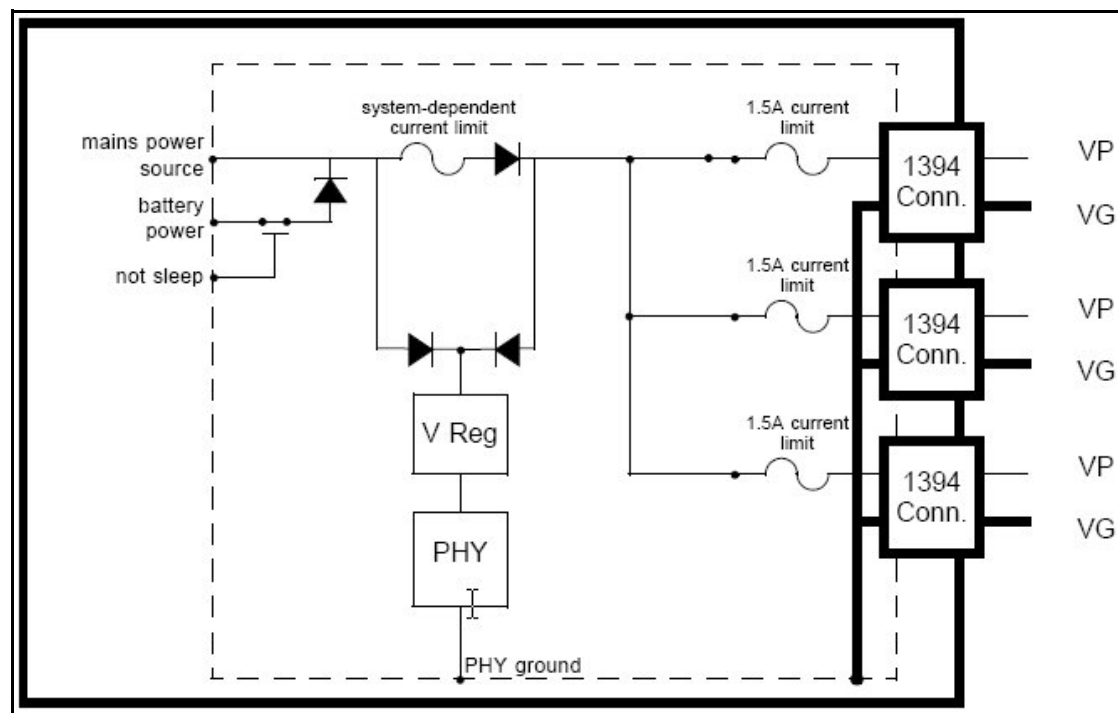 system-dependent
current limit
1.5A current
limit
mains power
source
battery
power
not sleep
1394
Conn.
VP
VG
1.5A current
limit
1394
Conn.
VP
VG
1.5A current
limit
1394
Conn.
VP
VG
V Reg
PHY
PHY ground